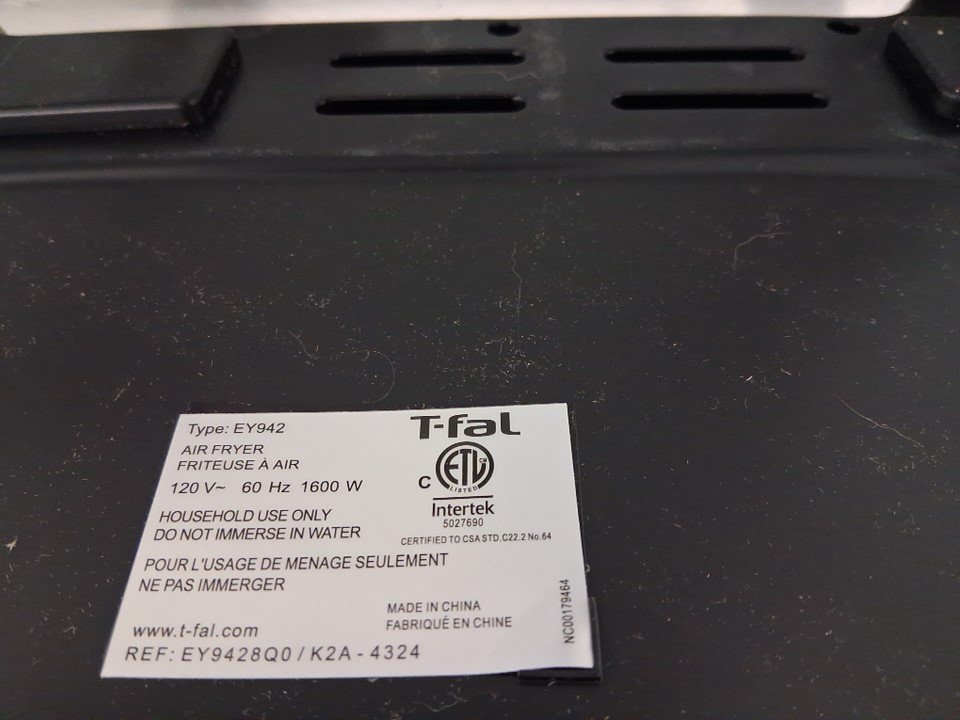 Type: EY942
AIR FRYER
FRITEUSE À AIR
120 V~ 60 Hz 1600 W
HOUSEHOLD USE ONLY
DO NOT IMMERSE IN WATER
POUR L'USAGE DE MENAGE SEULEMENT
NE PAS IMMERGER
T-fal
C ETL CM
LISTED
Intertek
5027690
CERTIFIED TO CSA STD.C22.2 No.64
MADE IN CHINA
FABRIQUÉ EN CHINE
www.t-fal.com
REF: EY9428Q0 / K2A - 4324
NC00179464